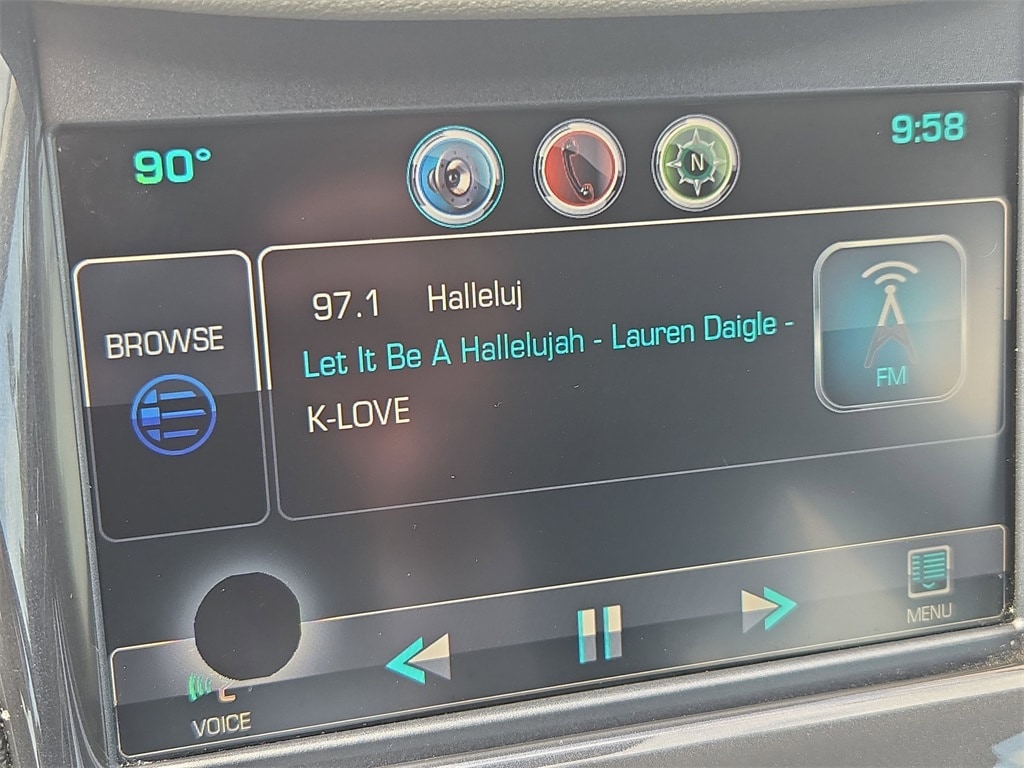 90°
N
9:58
BROWSE
97.1 Halleluj
Let It Be A Hallelujah - Lauren Daigle -
K-LOVE
FM
VOICE
MENU